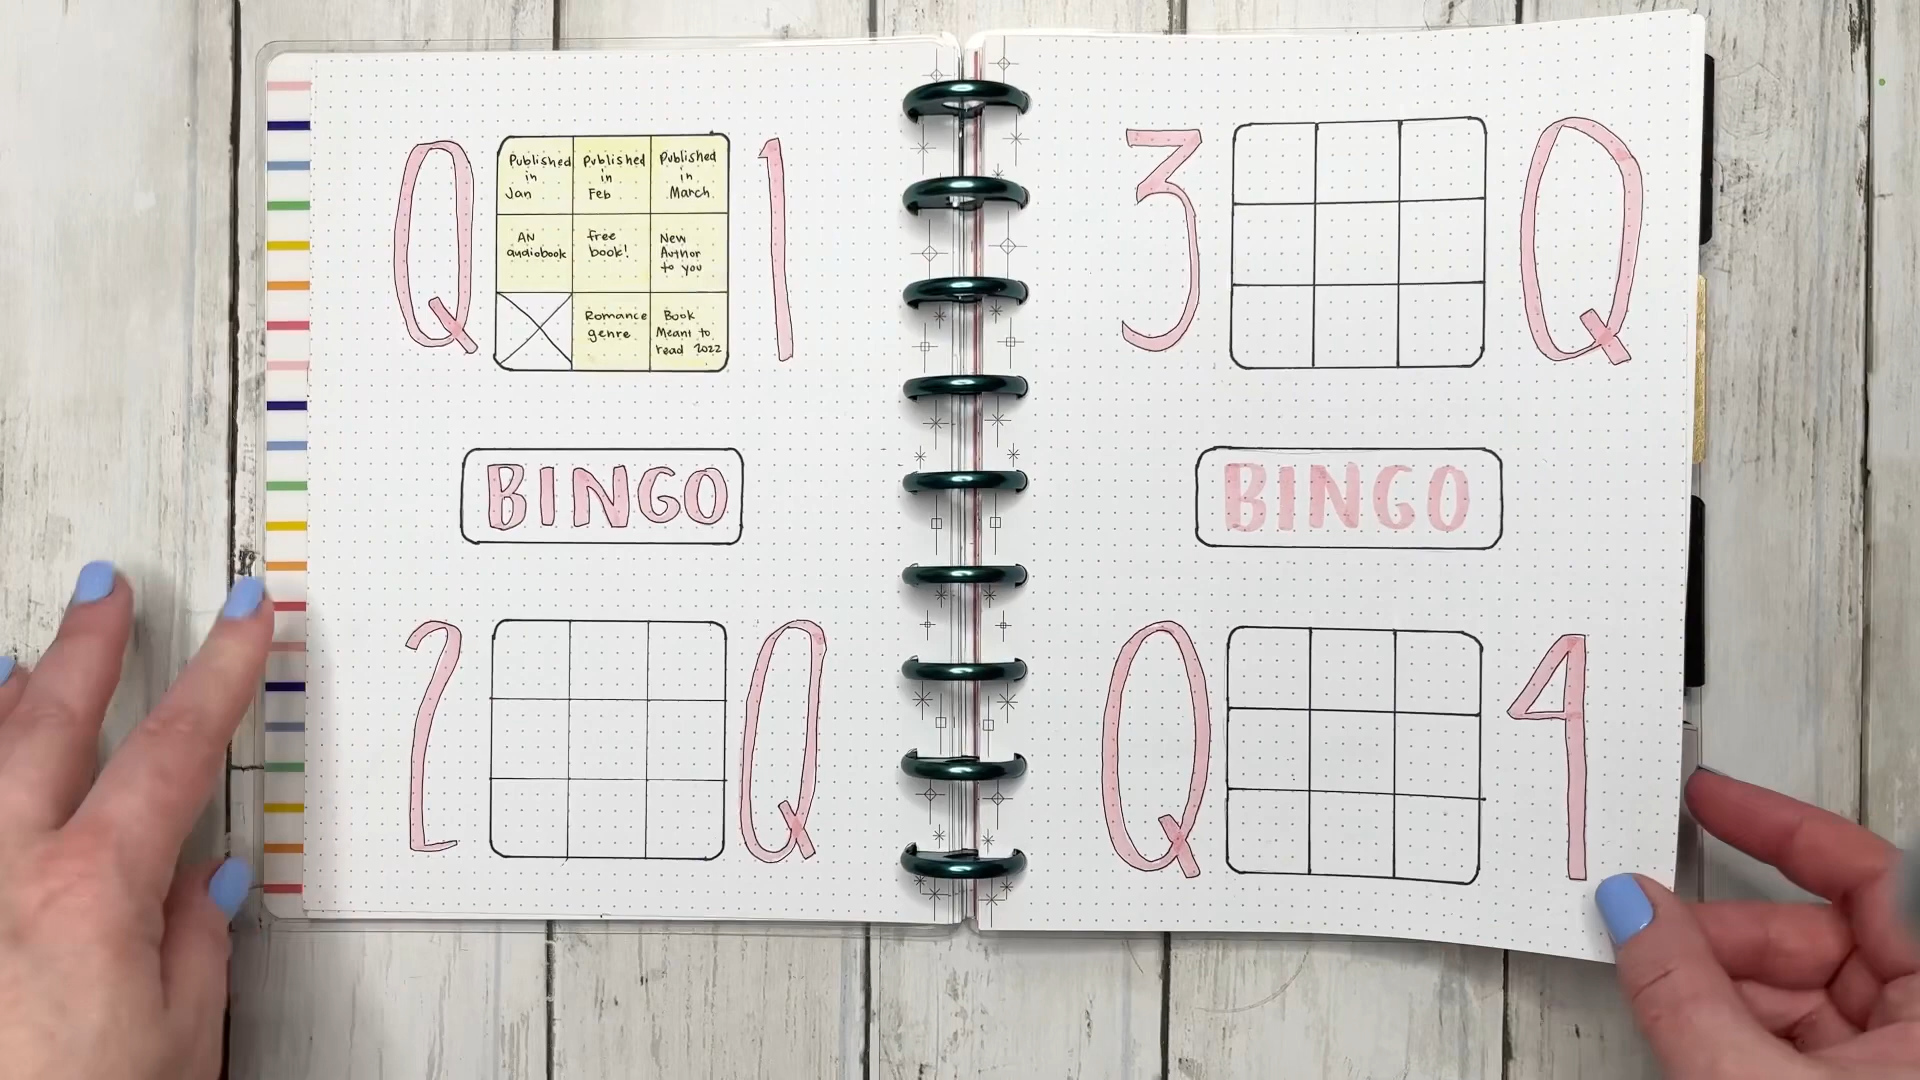 Q 1
Published in Jan
Published in Feb
Published in March
AN audiobook
free book!
New Author to you
Romance genre
Book Meant to read 2022
BINGO
2 Q
3 Q
BINGO
Q 4